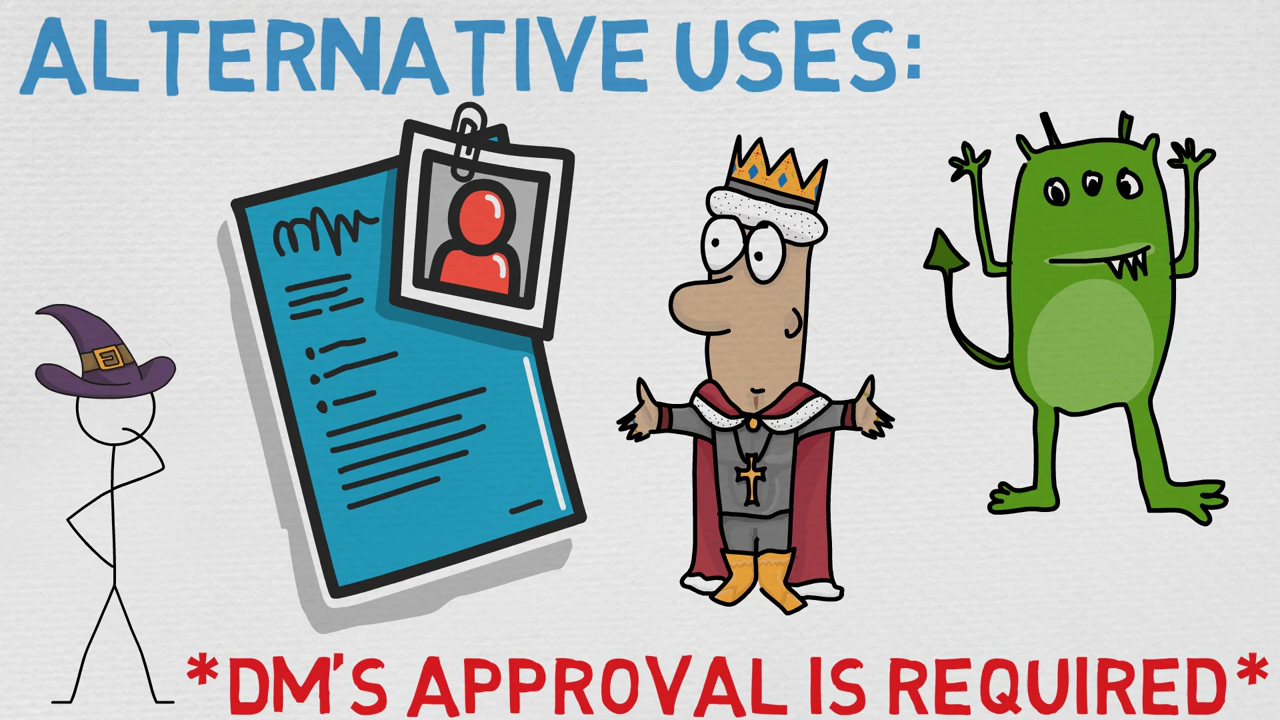 ALTERNATIVE USES:
*DM'S APPROVAL IS REQUIRED*